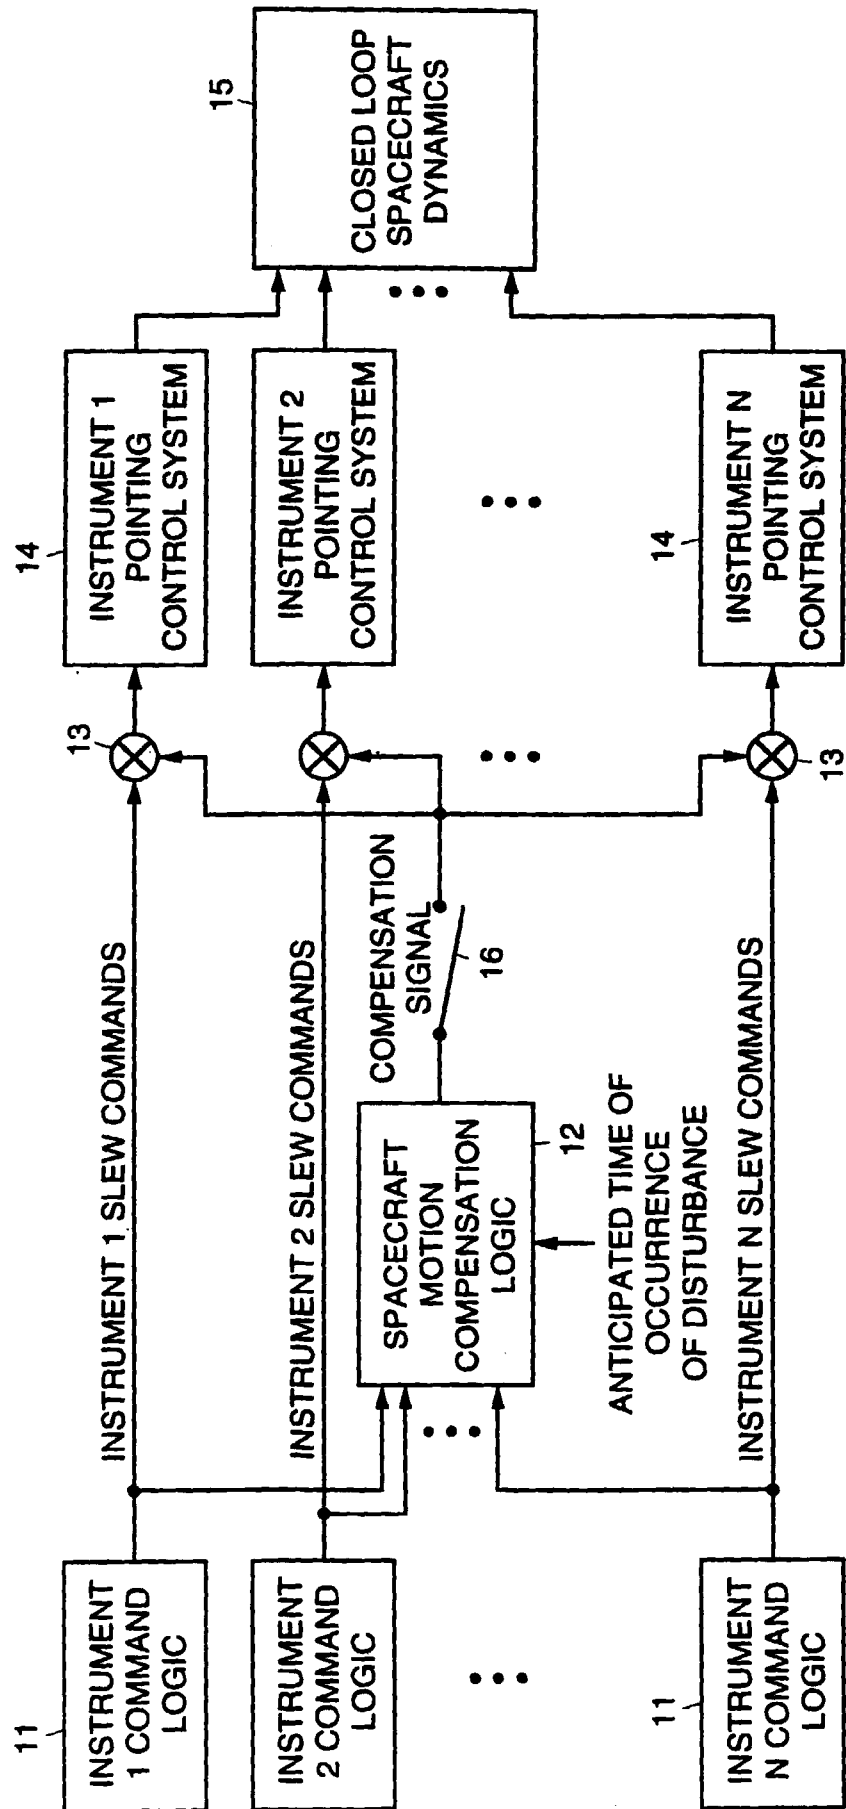 11
INSTRUMENT
1 COMMAND
LOGIC
INSTRUMENT
2 COMMAND
LOGIC
11
INSTRUMENT
N COMMAND
LOGIC
INSTRUMENT 1 SLEW COMMANDS
INSTRUMENT 2 SLEW COMMANDS
SPACECRAFT
MOTION
COMPENSATION
LOGIC
12
ANTICIPATED TIME OF
OCCURRENCE
OF DISTURBANCE
INSTRUMENT N SLEW COMMANDS
COMPENSATION
SIGNAL
16
13
13
14
INSTRUMENT 1
POINTING
CONTROL SYSTEM
INSTRUMENT 2
POINTING
CONTROL SYSTEM
14
INSTRUMENT N
POINTING
CONTROL SYSTEM
15
CLOSED LOOP
SPACECRAFT
DYNAMICS